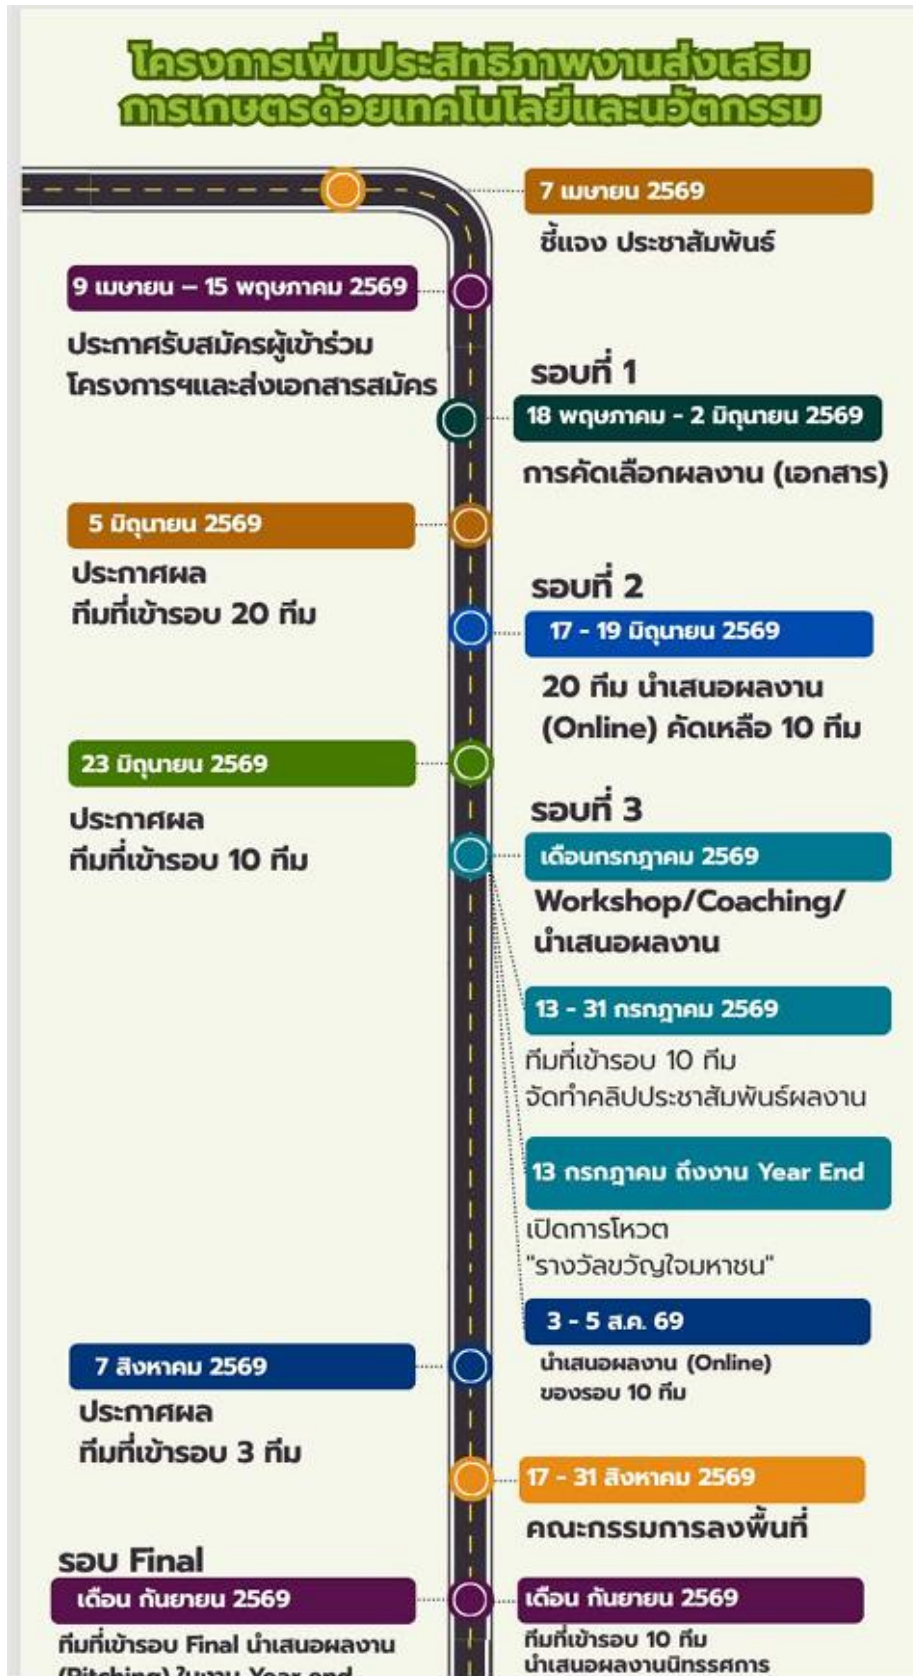 โครงการเพิ่มประสิทธิภาพงานส่งเสริม
การเกษตรด้วยเทคโนโลยีและนวัตกรรม
7 เมษายน 2569
ชี้แจง ประชาสัมพันธ์
9 เมษายน – 15 พฤษภาคม 2569
ประกาศรับสมัครผู้เข้าร่วม
โครงการฯและส่งเอกสารสมัคร
รอบที่ 1
18 พฤษภาคม - 2 มิถุนายน 2569
การคัดเลือกผลงาน (เอกสาร)
5 มิถุนายน 2569
ประกาศผล
ทีมที่เข้ารอบ 20 ทีม
รอบที่ 2
17 - 19 มิถุนายน 2569
20 ทีม นำเสนอผลงาน
(Online) คัดเหลือ 10 ทีม
23 มิถุนายน 2569
ประกาศผล
ทีมที่เข้ารอบ 10 ทีม
รอบที่ 3
เดือนกรกฎาคม 2569
Workshop/Coaching/
นำเสนอผลงาน
13 - 31 กรกฎาคม 2569
ทีมที่เข้ารอบ 10 ทีม
จัดทำคลิปประชาสัมพันธ์ผลงาน
13 กรกฎาคม ถึงงาน Year End
เปิดการโหวต
"รางวัลขวัญใจมหาชน"
3 - 5 ส.ค. 69
นำเสนอผลงาน (Online)
ของรอบ 10 ทีม
7 สิงหาคม 2569
ประกาศผล
ทีมที่เข้ารอบ 3 ทีม
17 - 31 สิงหาคม 2569
คณะกรรมการลงพื้นที่
รอบ Final
เดือน กันยายน 2569
ทีมที่เข้ารอบ Final นำเสนอผลงาน
(Pitching) ในงาน Year end
เดือน กันยายน 2569
ทีมที่เข้ารอบ 10 ทีม
นำเสนอผลงานนิทรรศการ